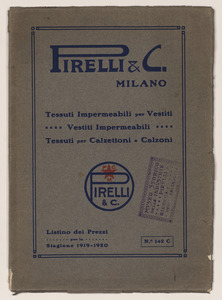 PIRELLI & C.
MILANO
Tessuti Impermeabili per Vestiti
Vestiti Impermeabili
Tessuti per Calzettoni e Calzoni
PIRELLI
& C.
Listino dei Prezzi
per la
Stagione 1919-1920
N.° 145 C